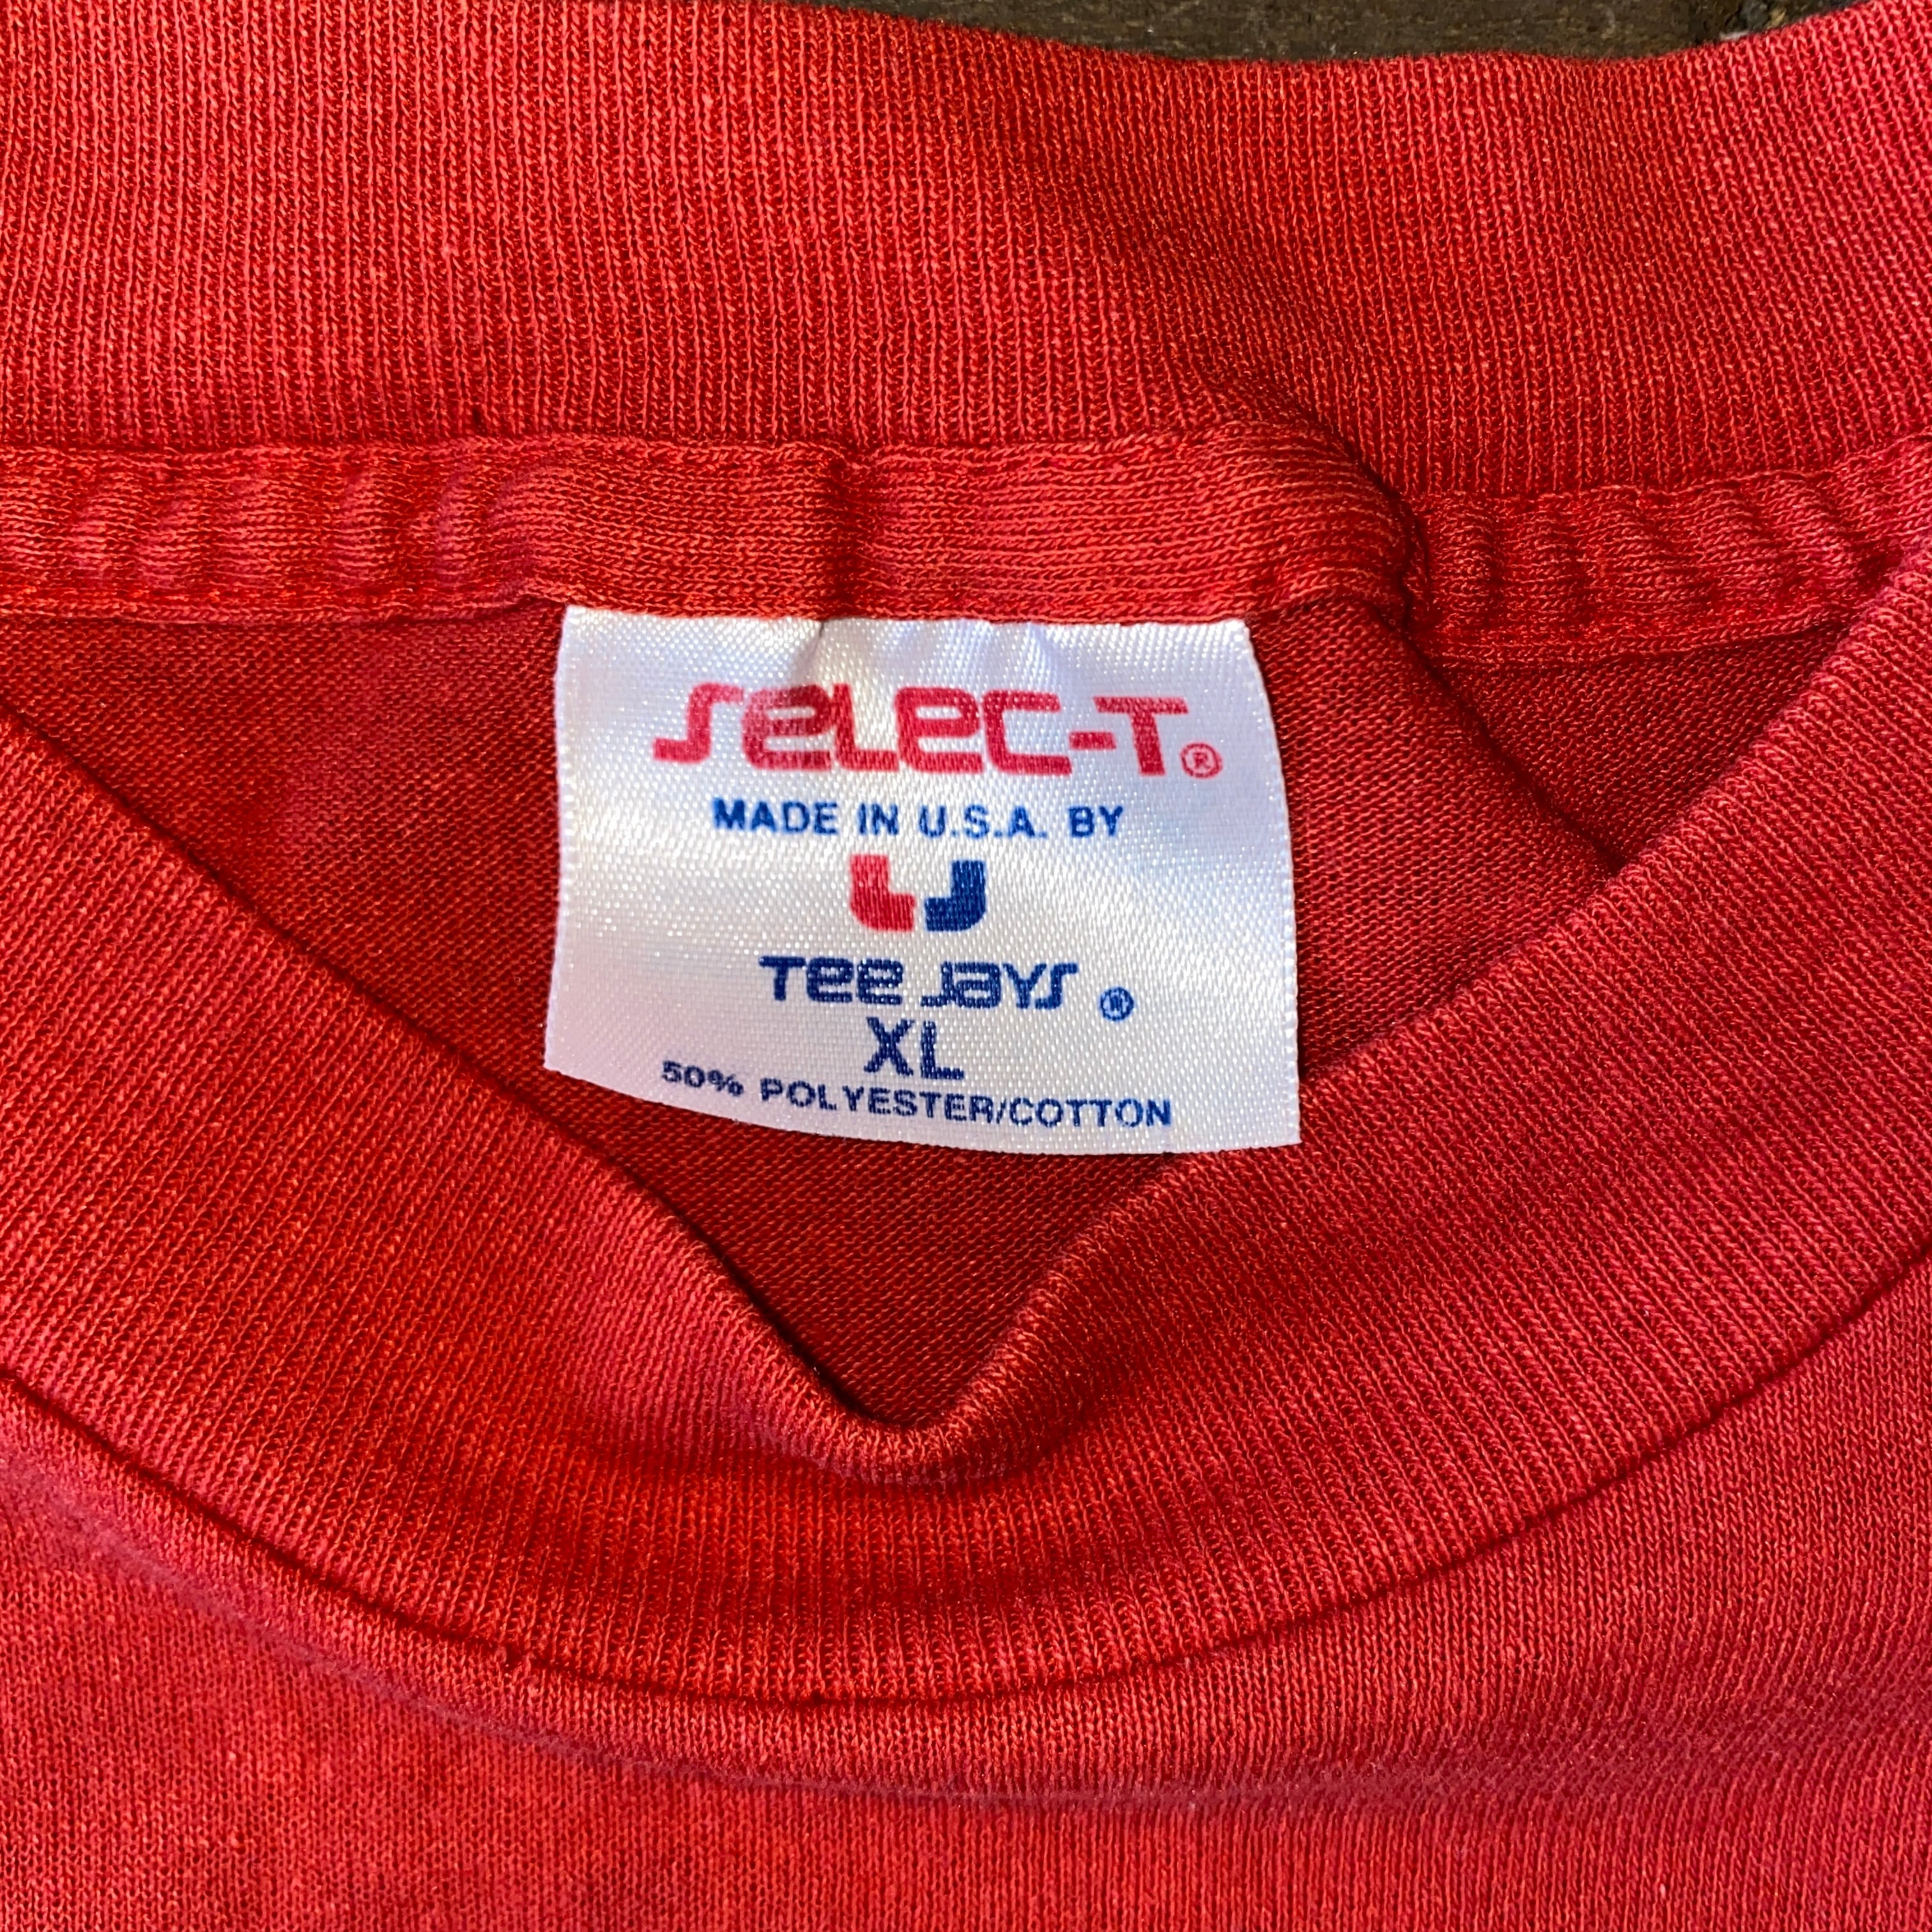 SELEC-T®
MADE IN U.S.A. BY
TEE JAYS ®
XL
50% POLYESTER/COTTON